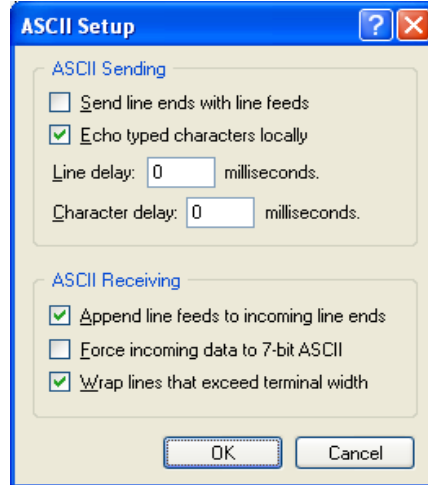 ASCII Setup
ASCII Sending
Send line ends with line feeds
Echo typed characters locally
Line delay: 0 milliseconds.
Character delay: 0 milliseconds.
ASCII Receiving
Append line feeds to incoming line ends
Force incoming data to 7-bit ASCII
Wrap lines that exceed terminal width
OK Cancel